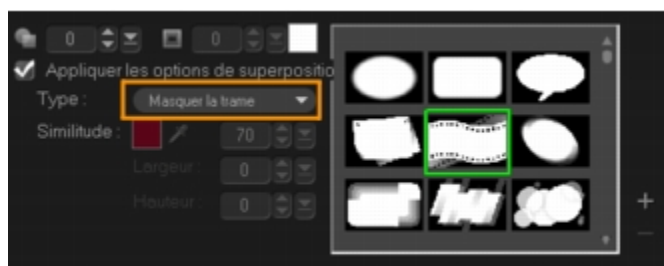 0 0
Appliquer les options de superpositio
Type : Masquer la trame
Similitude : 70
Largeur : 0
Hauteur : 0